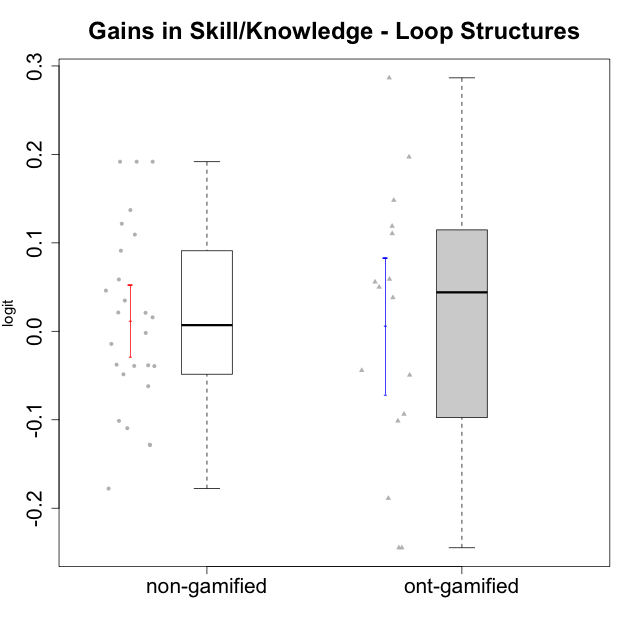 Gains in Skill/Knowledge - Loop Structures
logit
0.3
0.2
0.1
0.0
-0.1
-0.2
non-gamified
ont-gamified